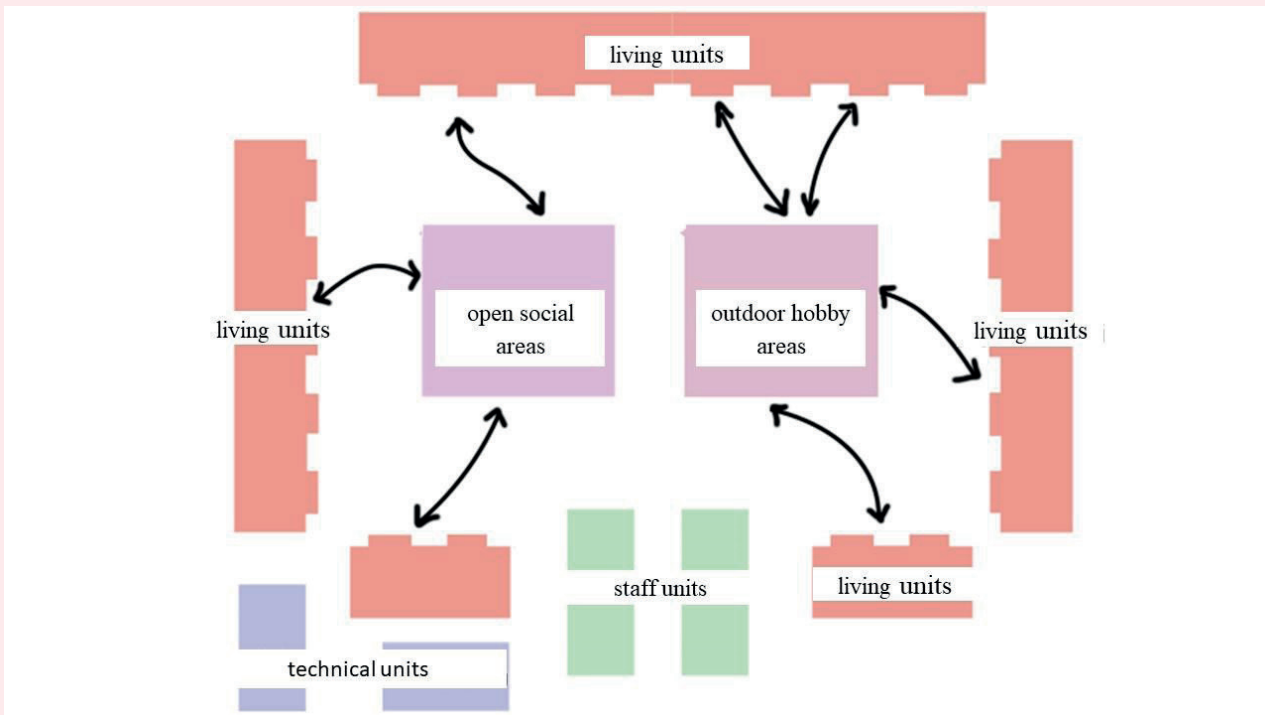 living units
open social
areas
outdoor hobby
areas
living units
living units
staff units
living units
technical units